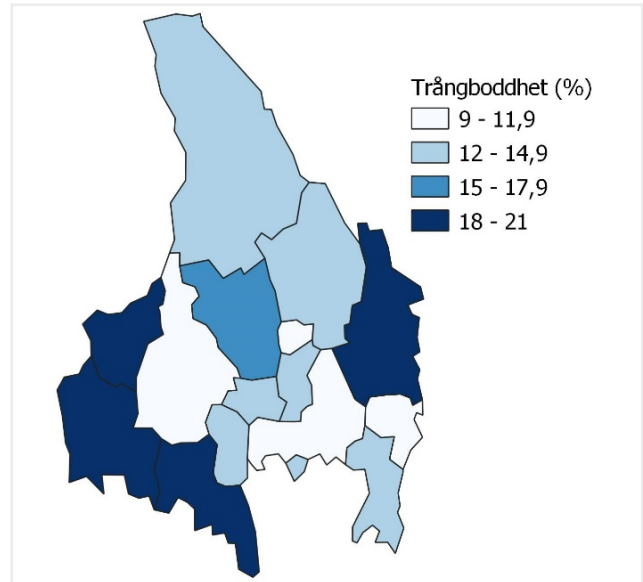 Trångboddhet (%)
9 - 11,9
12 - 14,9
15 - 17,9
18 - 21